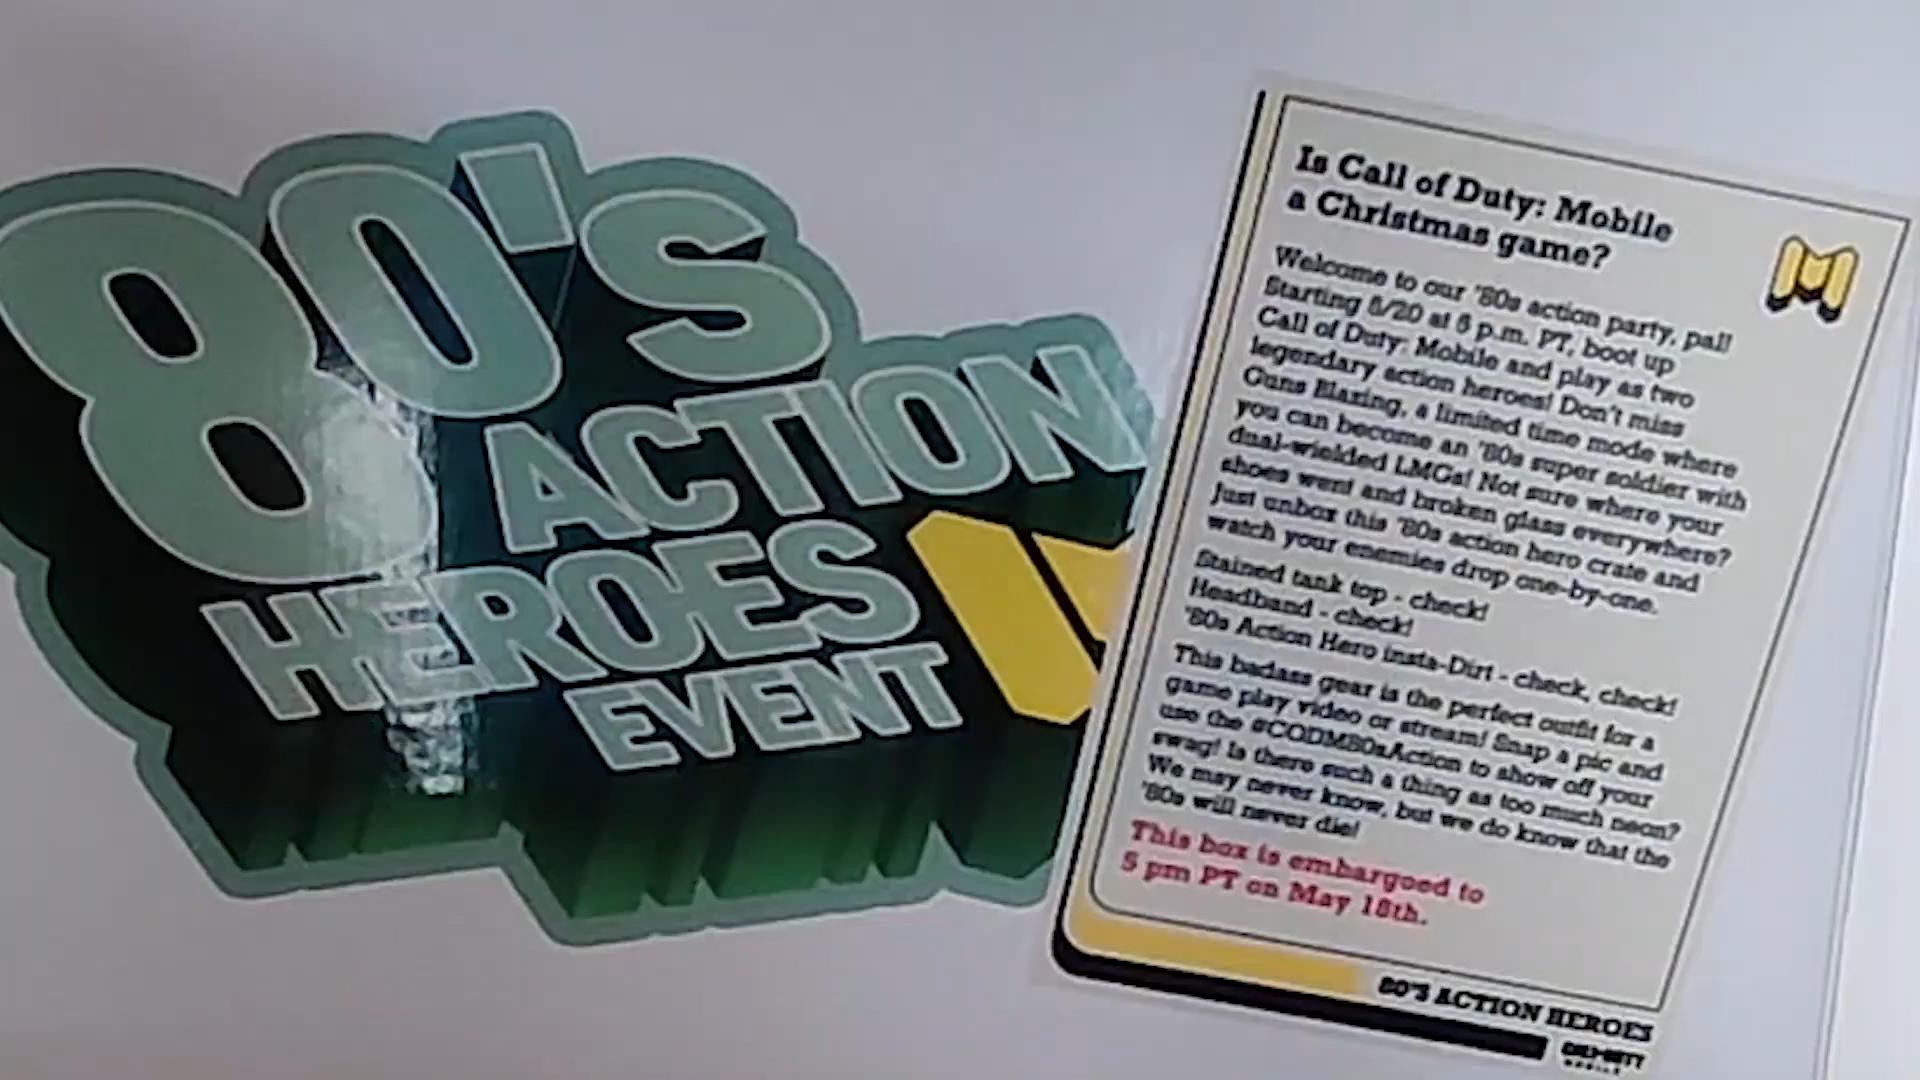 80's
ACTION
HEROES
EVENT
Is Call of Duty: Mobile
a Christmas game?
Welcome to our '80s action party, pal!
Starting 5/20 at 5 p.m. PT, boot up
Call of Duty: Mobile and play as two
legendary action heroes! Don't miss
Guns Blazing, a limited time mode where
you can become an '80s super soldier with
dual-wielded LMGs! Not sure where your
shoes went and broken glass everywhere?
Just unbox this '80s action hero crate and
watch your enemies drop one-by-one.
Stained tank top - check!
Headband - check!
'80s Action Hero insta-Dirt - check, check!
This badass gear is the perfect outfit for a
game play video or stream! Snap a pic and
use the #CODM80sAction to show off your
swag! Is there such a thing as too much neon?
We may never know, but we do know that the
'80s will never die!
This box is embargoed to
5 pm PT on May 18th.
80'S ACTION HEROES
CALL OF DUTY
MOBILE